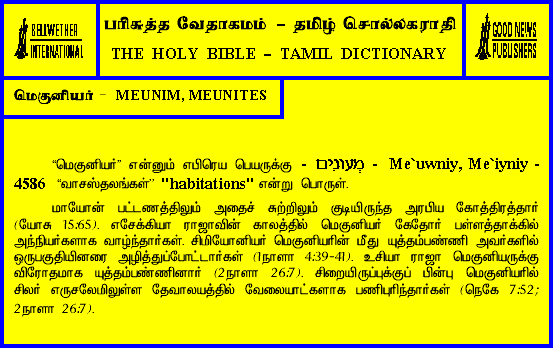 BELLWETHER
INTERNATIONAL
பரிசுத்த வேதாகமம் - தமிழ் சொல்லகராதி
THE HOLY BIBLE - TAMIL DICTIONARY
GOOD NEWS
PUBLISHERS
மெகுனியர் - MEUNIM, MEUNITES
"மெகுனியர்" என்னும் எபிரெய பெயருக்கு - מְעוּנִים - Me`uwniy, Me`iyniy -
4586 "வாசஸ்தலங்கள்" "habitations" என்று பொருள்.
மாயோன் பட்டணத்திலும் அதைச் சுற்றிலும் குடியிருந்த அரபிய கோத்திரத்தார்
(யோசு 15:65). எசேக்கியா ராஜாவின் காலத்தில் மெகுனியர் கேதோர் பள்ளத்தாக்கில்
அந்நியர்களாக வாழ்ந்தார்கள். சிமியோனியர் மெகுனியரின் மீது யுத்தம்பண்ணி அவர்களில்
ஒருபகுதியினரை அழித்துப்போட்டார்கள் (1நாளா 4:39-41). உசியா ராஜா மெகுனியருக்கு
விரோதமாக யுத்தம்பண்ணினார் (2நாளா 26:7). சிறையிருப்புக்குப் பின்பு மெகுனியரில்
சிலர் எருசலேமிலுள்ள தேவாலயத்தில் வேலையாட்களாக பணிபுரிந்தார்கள் (நெகே 7:52;
2நாளா 26:7).